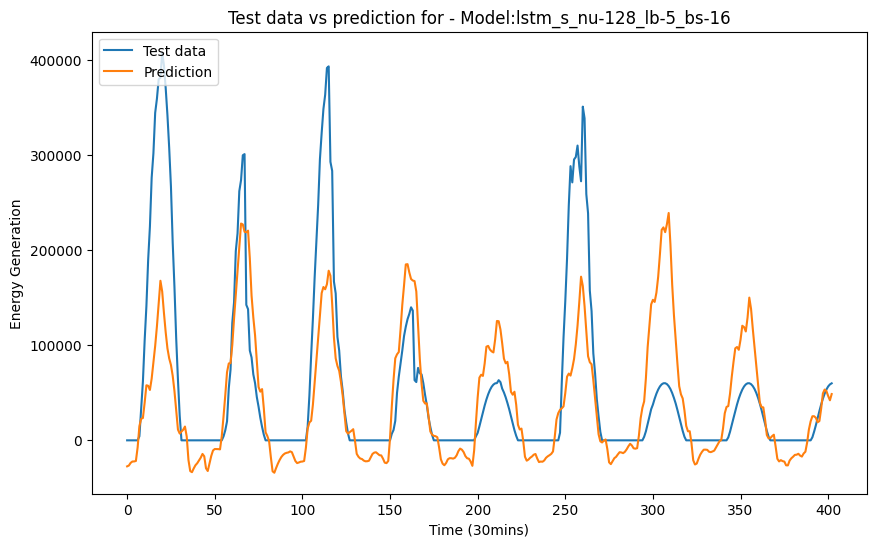 Test data vs prediction for - Model:lstm_s_nu-128_lb-5_bs-16
Test data
Prediction
400000
300000
200000
100000
0
Energy Generation
0 50 100 150 200 250 300 350 400
Time (30mins)